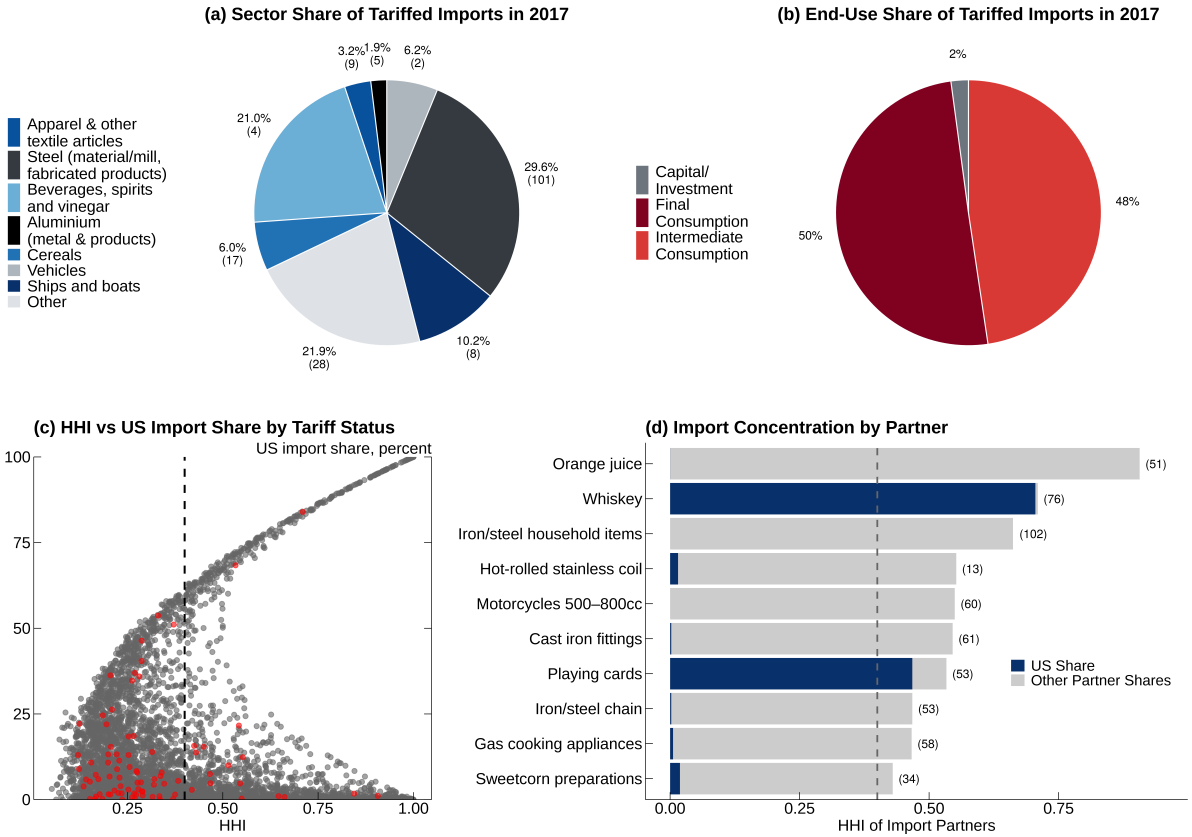 (a) Sector Share of Tariffed Imports in 2017
3.2%
(9)
1.9%
(5)
6.2%
(2)
21.0%
(4)
29.6%
(101)
6.0%
(17)
21.9%
(28)
10.2%
(8)
Apparel & other
textile articles
Steel (material/mill,
fabricated products)
Beverages, spirits
and vinegar
Aluminium
(metal & products)
Cereals
Vehicles
Ships and boats
Other
(b) End-Use Share of Tariffed Imports in 2017
2%
48%
50%
Capital/
Investment
Final
Consumption
Intermediate
Consumption
(c) HHI vs US Import Share by Tariff Status
US import share, percent
100
75
50
25
0
0.25
0.50
0.75
1.00
HHI
(d) Import Concentration by Partner
Orange juice
(51)
Whiskey
(76)
Iron/steel household items
(102)
Hot-rolled stainless coil
(13)
Motorcycles 500–800cc
(60)
Cast iron fittings
(61)
Playing cards
(53)
Iron/steel chain
(53)
Gas cooking appliances
(58)
Sweetcorn preparations
(34)
US Share
Other Partner Shares
0.00
0.25
0.50
0.75
HHI of Import Partners